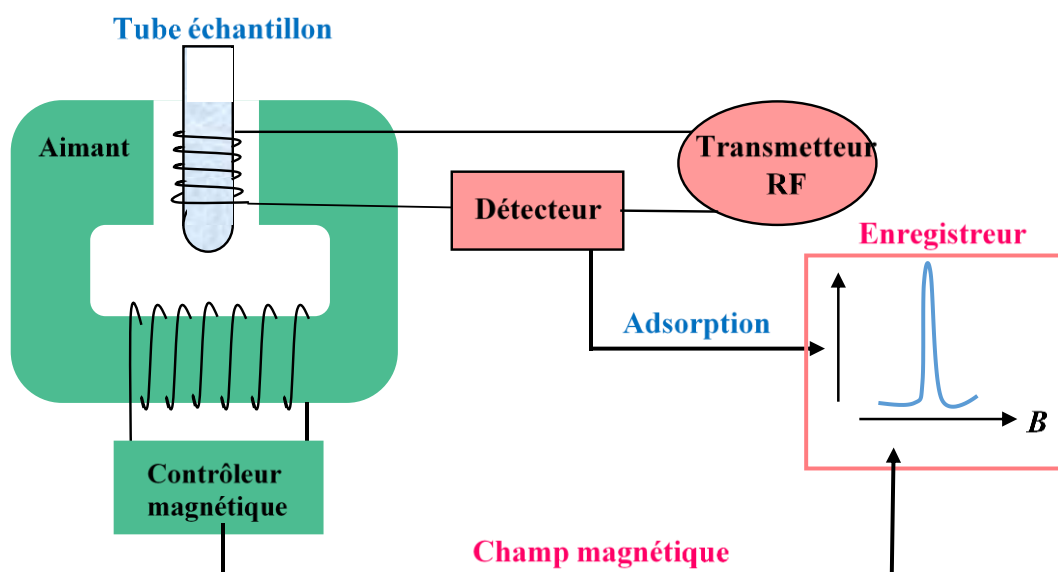 Tube échantillon
Aimant
Transmetteur
RF
Détecteur
Enregistreur
Adsorption
B
Contrôleur
magnétique
Champ magnétique